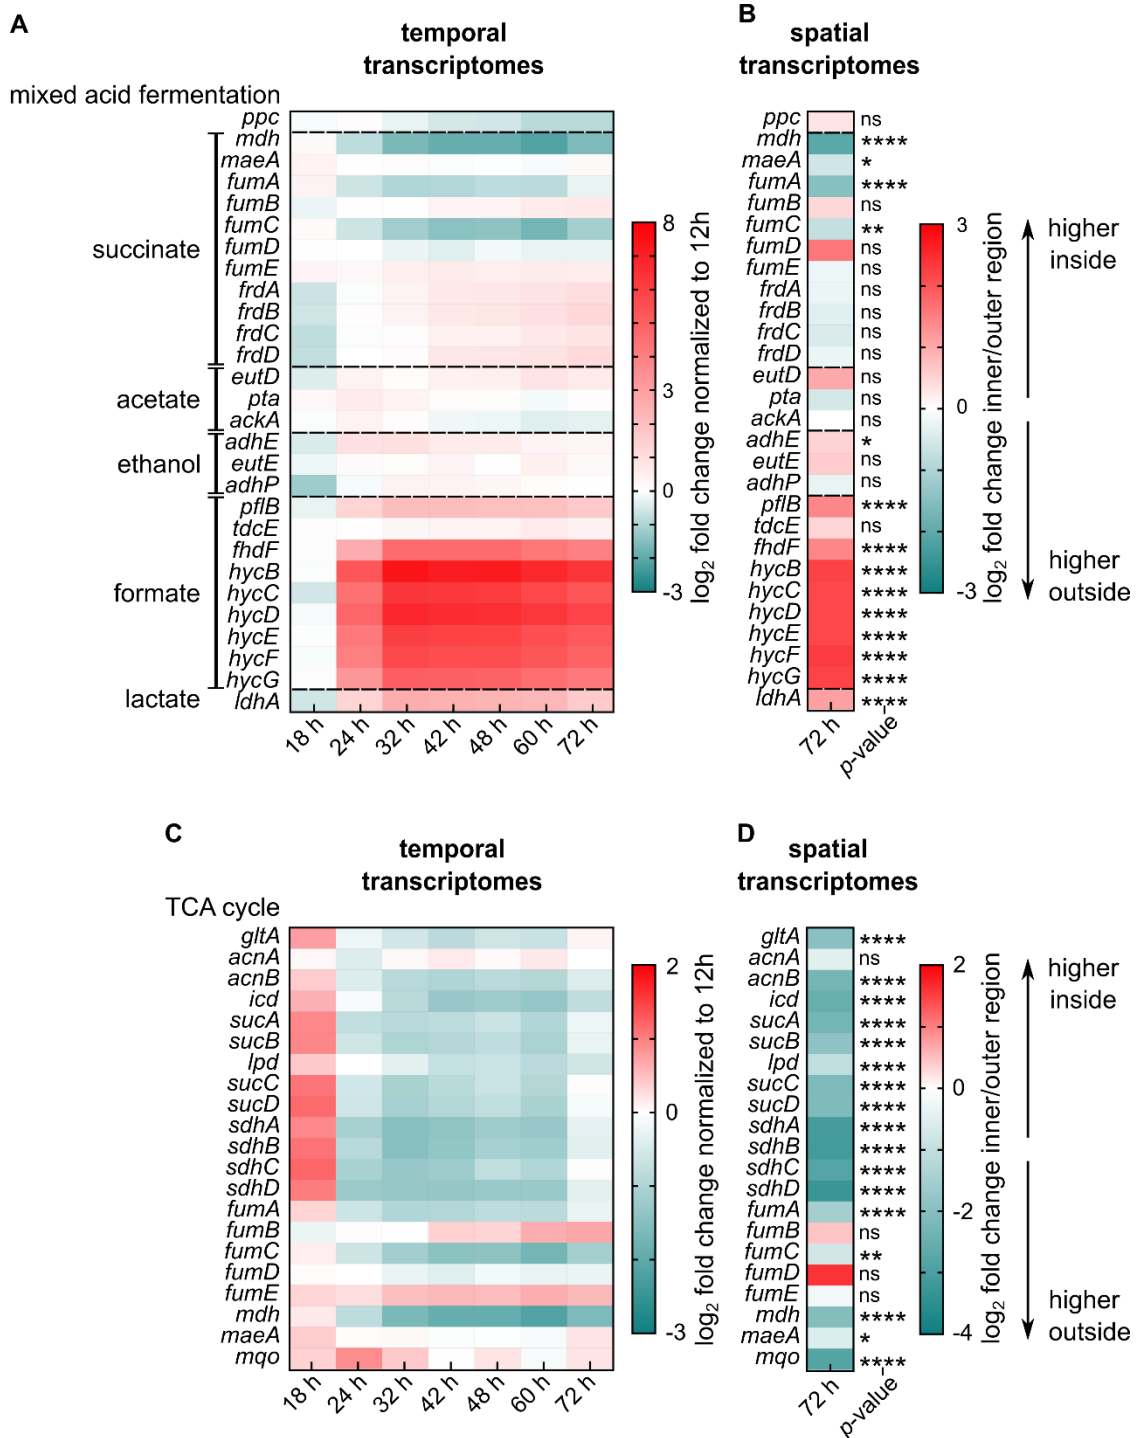 A
temporal
transcriptomes
mixed acid fermentation
ppc
mdh
maeA
fumA
fumB
fumC
fumD
fumE
frdA
frdB
frdC
frdD
eutD
pta
ackA
adhE
eutE
adhP
pflB
tdcE
fhdF
hycB
hycC
hycD
hycE
hycF
hycG
ldhA
succinate
acetate
ethanol
formate
lactate
18 h
24 h
32 h
42 h
48 h
60 h
72 h
8
3
0
-3
log2 fold change normalized to 12h
B
spatial
transcriptomes
ppc ns
mdh ****
maeA *
fumA ****
fumB ns
fumC **
fumD ns
fumE ns
frdA ns
frdB ns
frdC ns
frdD ns
eutD ns
pta ns
ackA ns
adhE *
eutE ns
adhP ns
pflB ****
tdcE ns
fhdF ****
hycB ****
hycC ****
hycD ****
hycE ****
hycF ****
hycG ****
ldhA ****
72 h
p-value
3
0
-3
log2 fold change inner/outer region
higher
inside
higher
outside
C
temporal
transcriptomes
TCA cycle
gltA
acnA
acnB
icd
sucA
sucB
lpd
sucC
sucD
sdhA
sdhB
sdhC
sdhD
fumA
fumB
fumC
fumD
fumE
mdh
maeA
mqo
18 h
24 h
32 h
42 h
48 h
60 h
72 h
2
0
-3
log2 fold change normalized to 12h
D
spatial
transcriptomes
gltA ****
acnA ns
acnB ****
icd ****
sucA ****
sucB ****
lpd ****
sucC ****
sucD ****
sdhA ****
sdhB ****
sdhC ****
sdhD ****
fumA ****
fumB ns
fumC **
fumD ns
fumE ns
mdh ****
maeA *
mqo ****
72 h
p-value
2
0
-2
-4
log2 fold change inner/outer region
higher
inside
higher
outside